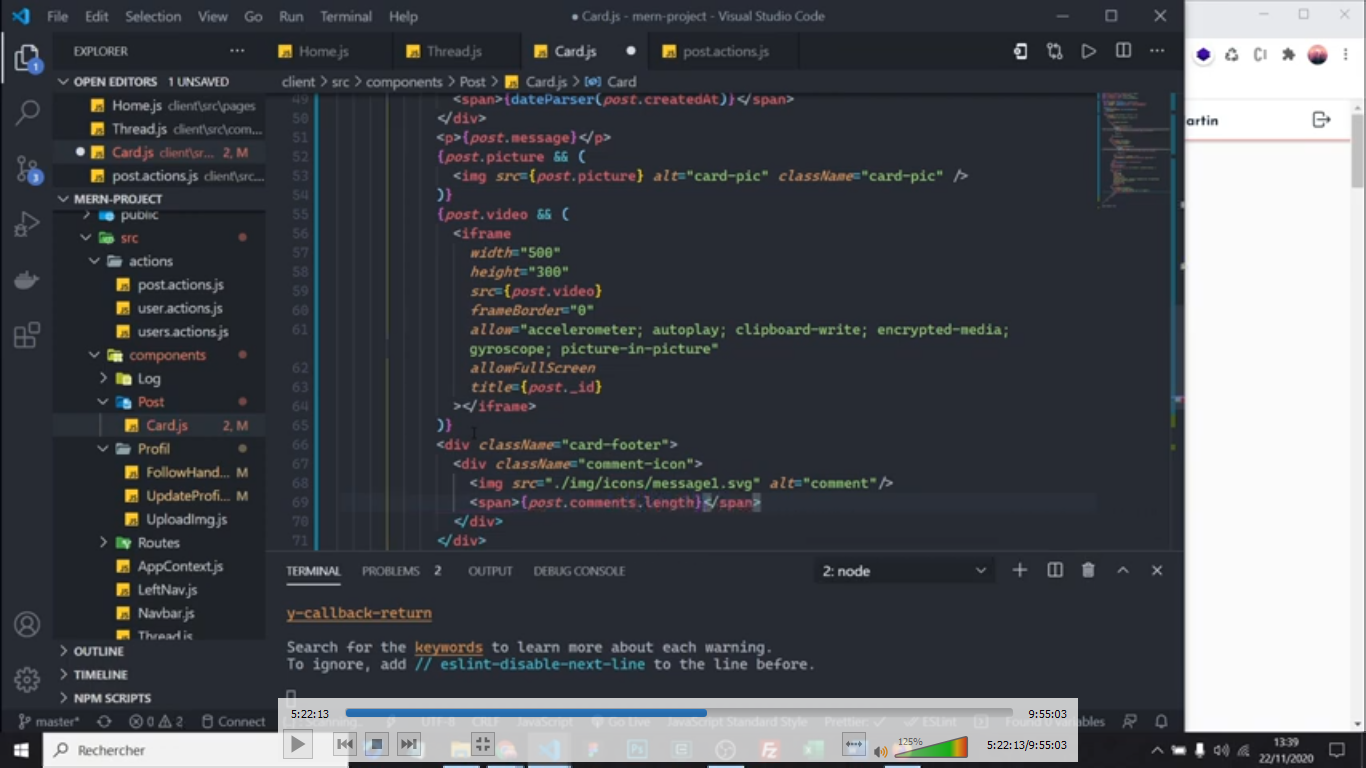 File Edit Selection View Go Run Terminal Help
● Card.js - mern-project - Visual Studio Code
EXPLORER
Home.js Thread.js Card.js post.actions.js
OPEN EDITORS 1 UNSAVED
Home.js client\src\pages
Thread.js client\src\com...
Card.js client\sr... 2, M
post.actions.js client\src...
MERN-PROJECT
public
src
actions
post.actions.js
user.actions.js
users.actions.js
components
Log
Post
Card.js 2, M
Profil
FollowHand... M
UpdateProfi... M
UploadImg.js
Routes
AppContext.js
LeftNav.js
Navbar.js
Thread.js
OUTLINE
TIMELINE
NPM SCRIPTS
client > src > components > Post > Card.js > Card
49 <span>{dateParser(post.createdAt)}</span>
50 </div>
51 <p>{post.message}</p>
52 {post.picture && (
53 <img src={post.picture} alt="card-pic" className="card-pic" />
54 )}
55 {post.video && (
56 <iframe
57 width="500"
58 height="300"
59 src={post.video}
60 frameBorder="0"
61 allow="accelerometer; autoplay; clipboard-write; encrypted-media;
gyroscope; picture-in-picture"
62 allowFullScreen
63 title={post._id}
64 ></iframe>
65 )}
66 <div className="card-footer">
67 <div className="comment-icon">
68 <img src="./img/icons/message1.svg" alt="comment"/>
69 <span>{post.comments.length}</span>
70 </div>
71 </div>
TERMINAL PROBLEMS 2 OUTPUT DEBUG CONSOLE
2: node
y-callback-return
Search for the keywords to learn more about each warning.
To ignore, add // eslint-disable-next-line to the line before.
artin
master* 0 2 Connect
UTF-8 CRLF JavaScript Go Live JavaScript Standard Style Prettier: ESLint
5:22:13
9:55:03
125%
5:22:13/9:55:03
Rechercher
13:39
22/11/2020